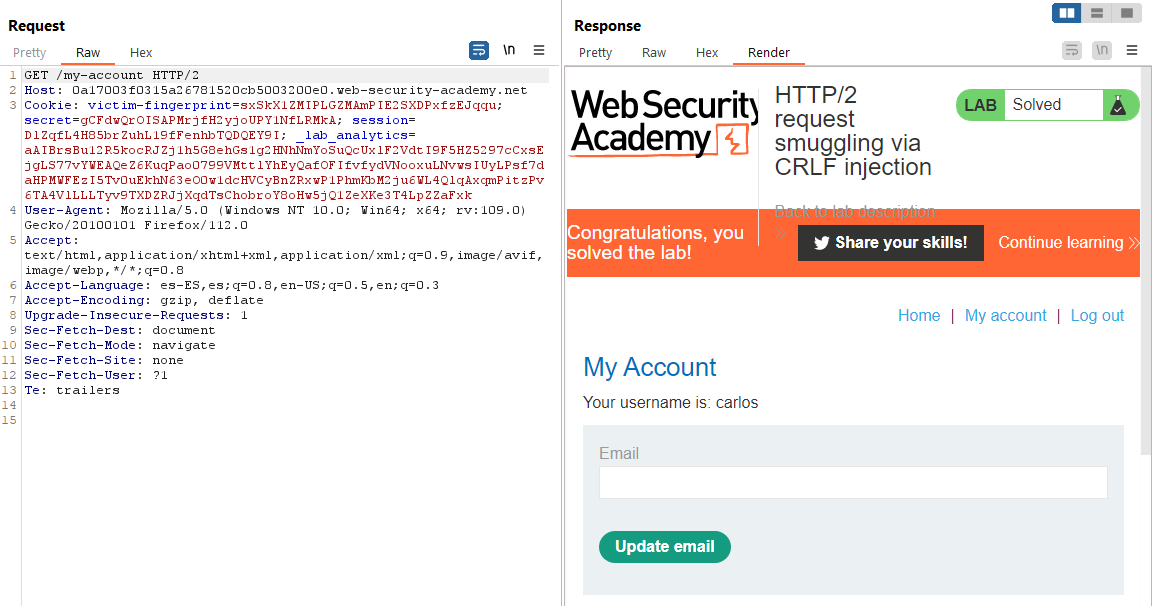 Request
Pretty Raw Hex
\n
1 GET /my-account HTTP/2
2 Host: 0a17003f0315a26781520cb5003200e0.web-security-academy.net
3 Cookie: victim-fingerprint=sxSkX1ZMIPLGZMAmPIE2SXDPxfzEJqqu;
secret=gCFdwQrOISAPMrjfH2yjoUPY1NfLRMkA; session=
DlZqfL4H85brZuhL19fFenhbTQDQEY9I; _lab_analytics=
aAIBrsBu12R5kocRJZj1h5G8ehGs1g2HNhNmYoSuQcUx1F2VdtI9F5HZ5297cCxsE
jgLS77vYWEAQeZ6KuqPao0799VMtt1YhEyQafOFIfvfydVNooxuLNvwsIUyLPsf7d
aHPMWFEzI5Tv0uEkhN63eO0w1dcHVCyBnZRxwP1PhmKbM2ju6WL4QlqAxqmPitzPv
6TA4VlLLLTyv9TXDZRJjXqdTsChobroY8oHw5jQ1ZeXKe3T4LpZZaFxk
4 User-Agent: Mozilla/5.0 (Windows NT 10.0; Win64; x64; rv:109.0)
Gecko/20100101 Firefox/112.0
5 Accept:
text/html,application/xhtml+xml,application/xml;q=0.9,image/avif,
image/webp,*/*;q=0.8
6 Accept-Language: es-ES,es;q=0.8,en-US;q=0.5,en;q=0.3
7 Accept-Encoding: gzip, deflate
8 Upgrade-Insecure-Requests: 1
9 Sec-Fetch-Dest: document
10 Sec-Fetch-Mode: navigate
11 Sec-Fetch-Site: none
12 Sec-Fetch-User: ?1
13 Te: trailers
14
15
Response
Pretty Raw Hex Render
\n
Web Security
Academy
HTTP/2
request
smuggling via
CRLF injection
LAB Solved
Back to lab description
Congratulations, you
solved the lab!
Share your skills!
Continue learning
Home | My account | Log out
My Account
Your username is: carlos
Email
Update email